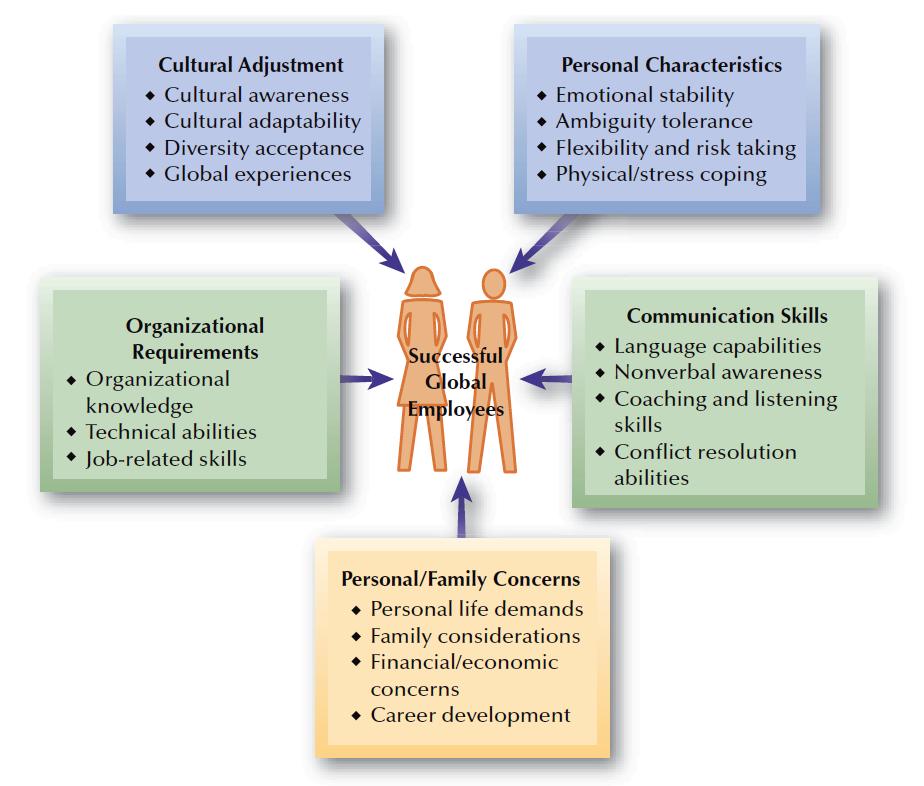 Cultural Adjustment
◆ Cultural awareness
◆ Cultural adaptability
◆ Diversity acceptance
◆ Global experiences
Personal Characteristics
◆ Emotional stability
◆ Ambiguity tolerance
◆ Flexibility and risk taking
◆ Physical/stress coping
Organizational
Requirements
◆ Organizational
knowledge
◆ Technical abilities
◆ Job-related skills
Successful
Global
Employees
Communication Skills
◆ Language capabilities
◆ Nonverbal awareness
◆ Coaching and listening
skills
◆ Conflict resolution
abilities
Personal/Family Concerns
◆ Personal life demands
◆ Family considerations
◆ Financial/economic
concerns
◆ Career development